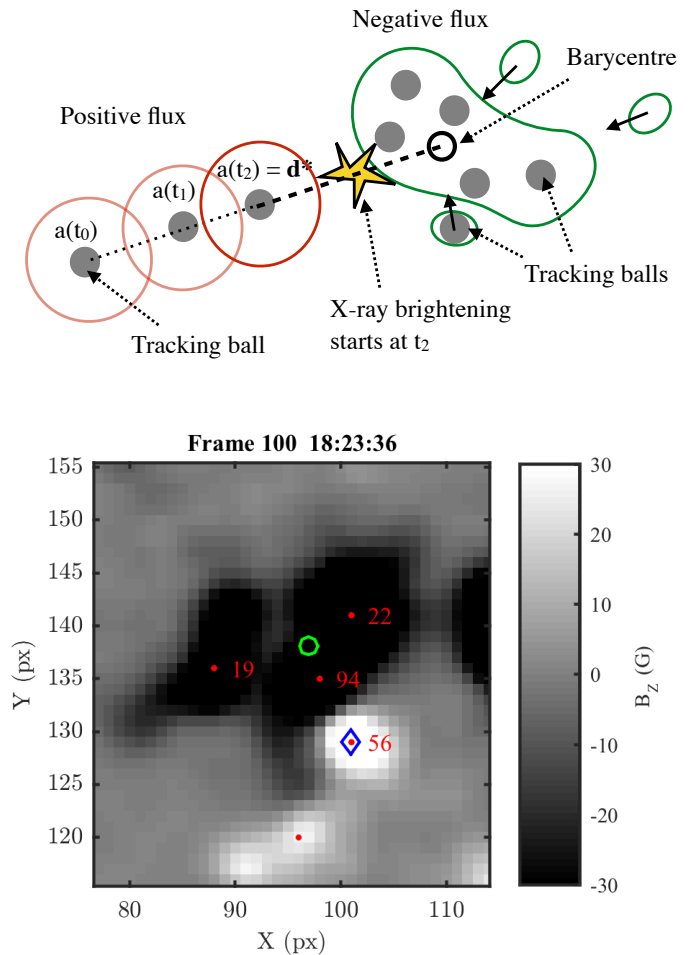 Negative flux
Barycentre
Positive flux
a(t₂) = d*
a(t₁)
a(t₀)
Tracking balls
X-ray brightening
starts at t₂
Tracking ball
Frame 100 18:23:36
155
150
145
140
135
130
125
120
Y (px)
80
90
100
110
X (px)
22
19
94
56
30
20
10
0
-10
-20
-30
B_Z (G)